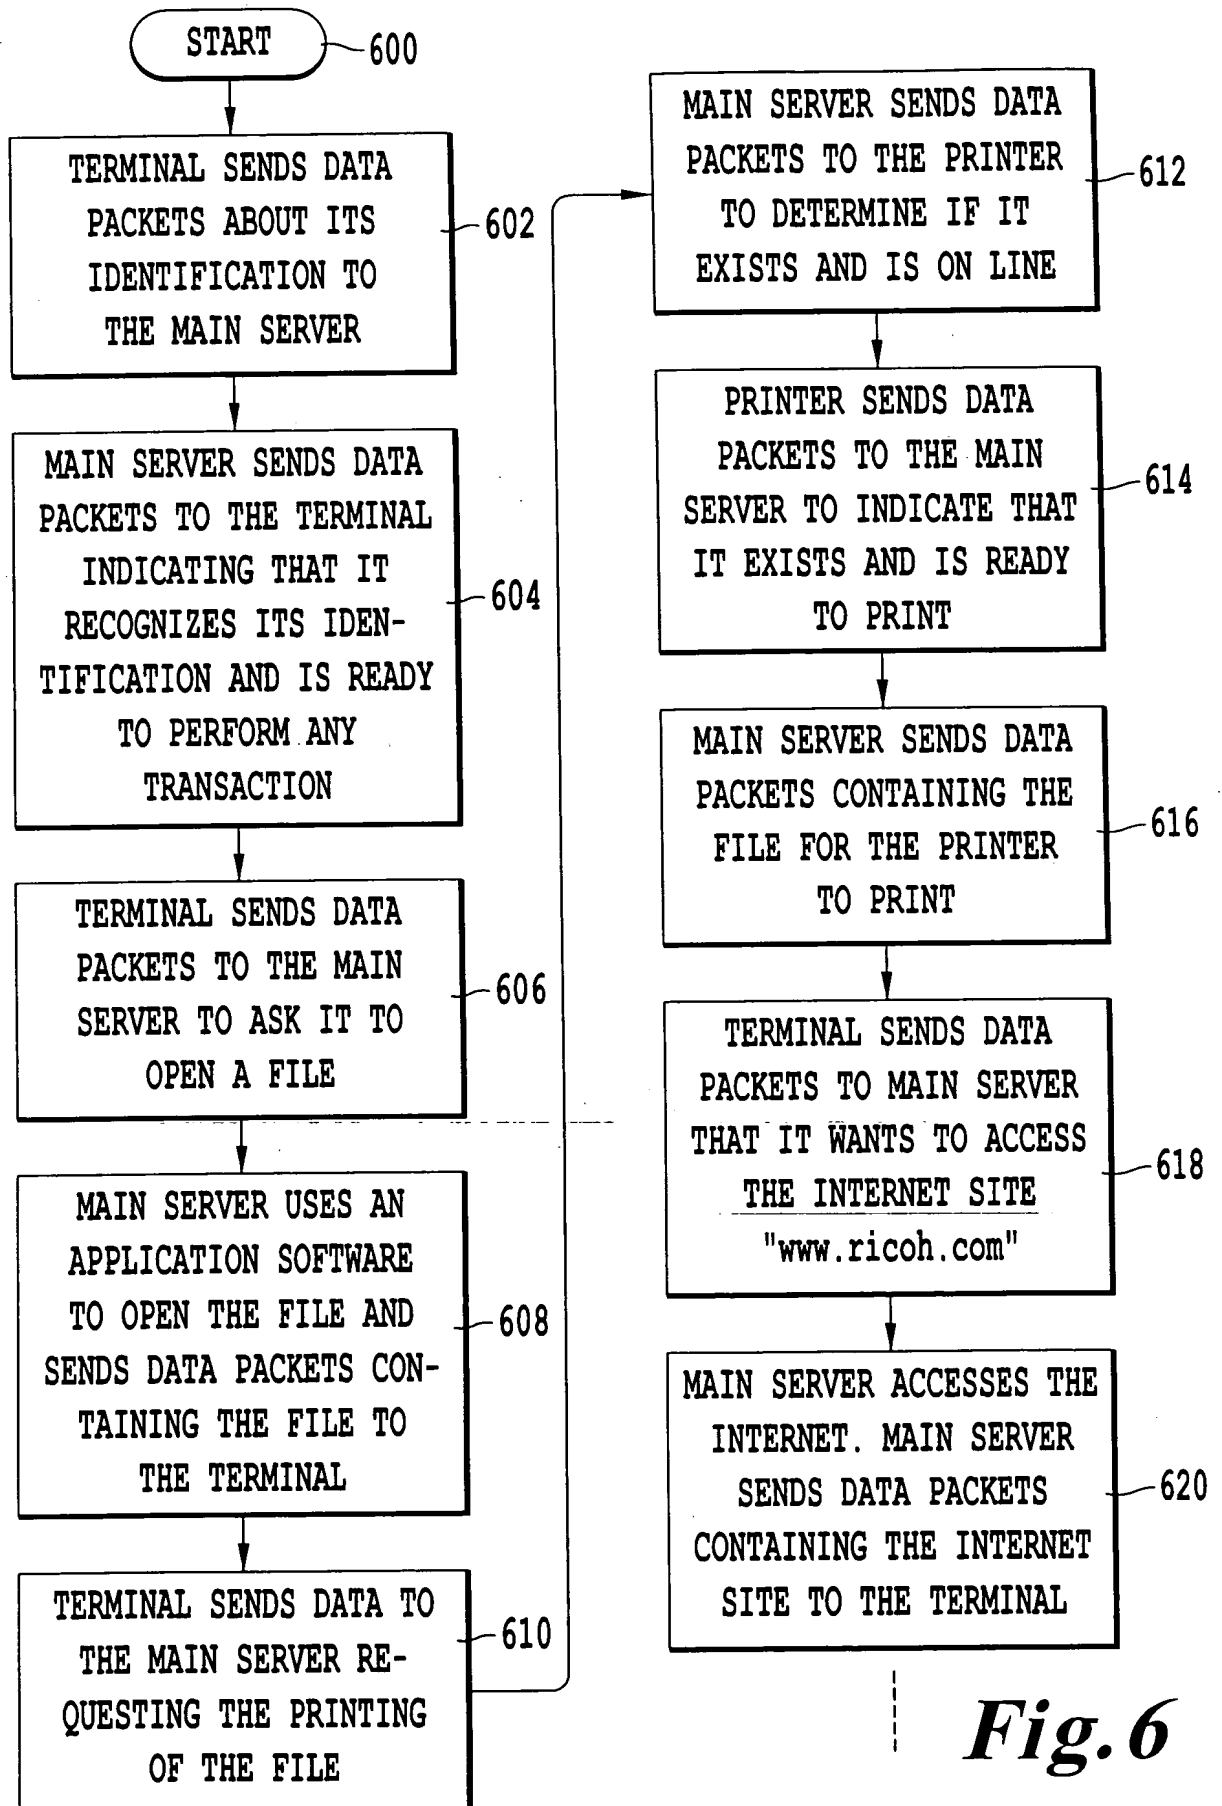 START
600
TERMINAL SENDS DATA
PACKETS ABOUT ITS
IDENTIFICATION TO
THE MAIN SERVER
602
MAIN SERVER SENDS DATA
PACKETS TO THE TERMINAL
INDICATING THAT IT
RECOGNIZES ITS IDEN-
TIFICATION AND IS READY
TO PERFORM ANY
TRANSACTION
604
TERMINAL SENDS DATA
PACKETS TO THE MAIN
SERVER TO ASK IT TO
OPEN A FILE
606
MAIN SERVER USES AN
APPLICATION SOFTWARE
TO OPEN THE FILE AND
SENDS DATA PACKETS CON-
TAINING THE FILE TO
THE TERMINAL
608
TERMINAL SENDS DATA TO
THE MAIN SERVER RE-
QUESTING THE PRINTING
OF THE FILE
610
MAIN SERVER SENDS DATA
PACKETS TO THE PRINTER
TO DETERMINE IF IT
EXISTS AND IS ON LINE
612
PRINTER SENDS DATA
PACKETS TO THE MAIN
SERVER TO INDICATE THAT
IT EXISTS AND IS READY
TO PRINT
614
MAIN SERVER SENDS DATA
PACKETS CONTAINING THE
FILE FOR THE PRINTER
TO PRINT
616
TERMINAL SENDS DATA
PACKETS TO MAIN SERVER
THAT IT WANTS TO ACCESS
THE INTERNET SITE
"www.ricoh.com"
618
MAIN SERVER ACCESSES THE
INTERNET. MAIN SERVER
SENDS DATA PACKETS
CONTAINING THE INTERNET
SITE TO THE TERMINAL
620
Fig. 6